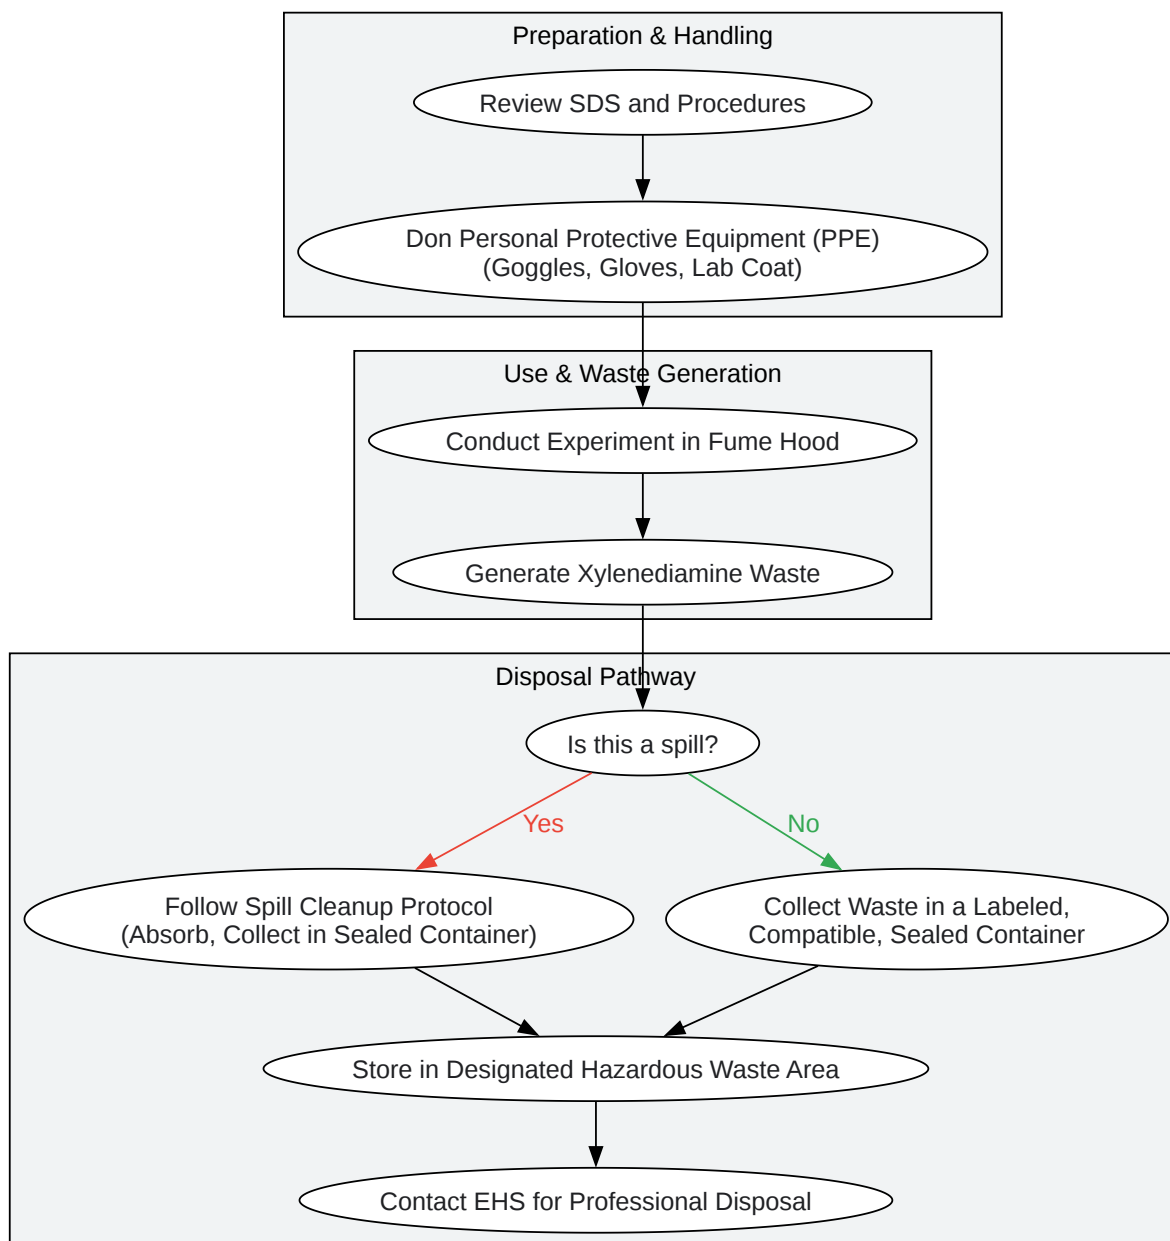 Preparation & Handling
Review SDS and Procedures
Don Personal Protective Equipment (PPE)
(Goggles, Gloves, Lab Coat)
Use & Waste Generation
Conduct Experiment in Fume Hood
Generate Xylenediamine Waste
Disposal Pathway
Is this a spill?
Yes
No
Follow Spill Cleanup Protocol
(Absorb, Collect in Sealed Container)
Collect Waste in a Labeled,
Compatible, Sealed Container
Store in Designated Hazardous Waste Area
Contact EHS for Professional Disposal